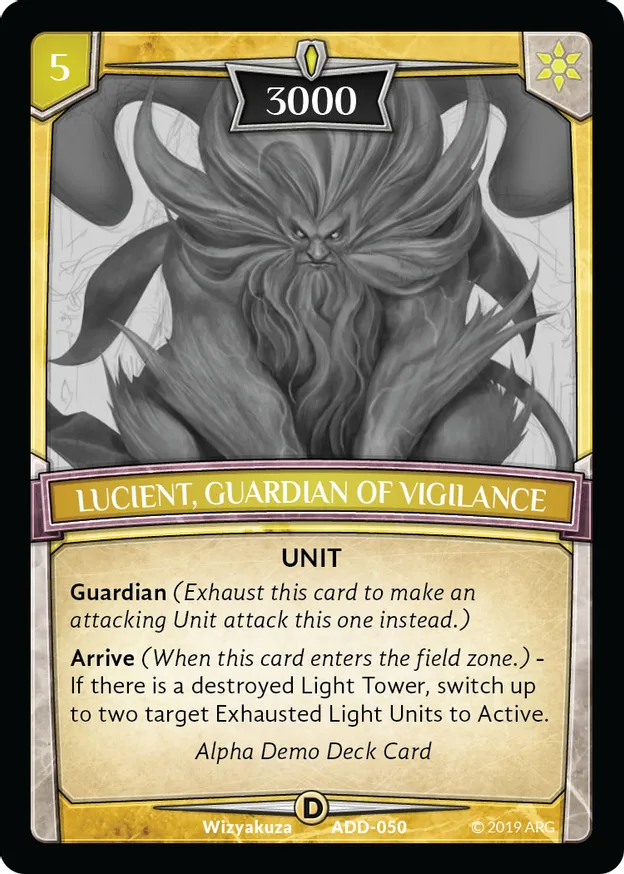 5
3000
LUCIENT, GUARDIAN OF VIGILANCE
UNIT
Guardian (Exhaust this card to make an
attacking Unit attack this one instead.)
Arrive (When this card enters the field zone.) -
If there is a destroyed Light Tower, switch up
to two target Exhausted Light Units to Active.
Alpha Demo Deck Card
D
Wizyakuza ADD-050 © 2019 ARG